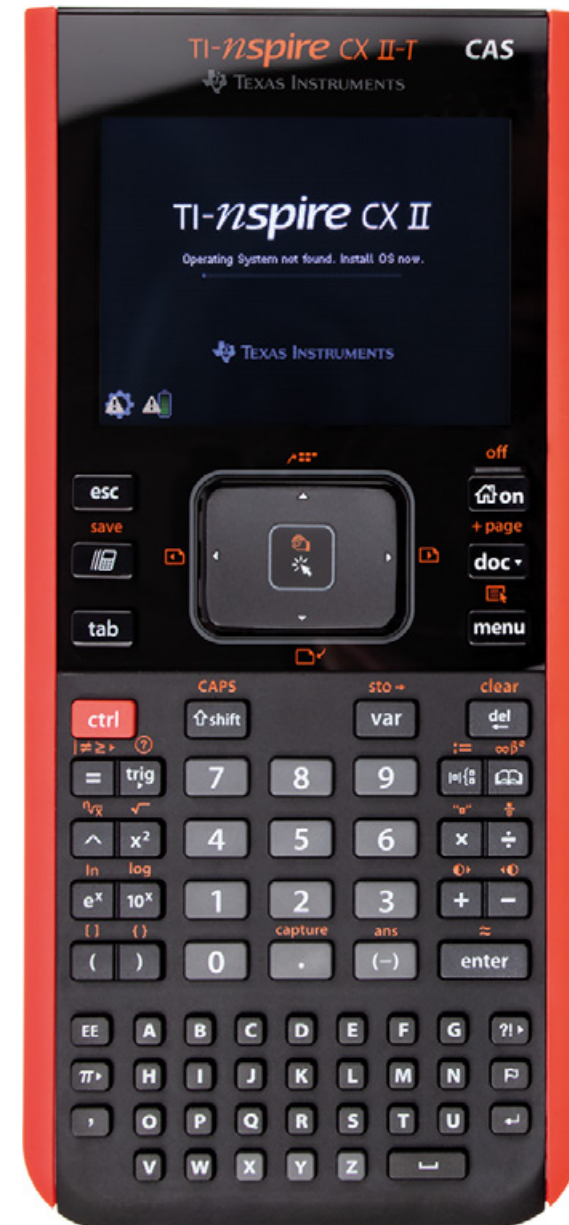 TI-nspire CX II-T CAS
TEXAS INSTRUMENTS
TI-nspire CX II
Operating System not found. Install OS now.
TEXAS INSTRUMENTS
off
esc on
save + page
doc
tab menu
CAPS sto→ clear
ctrl ⇧shift var del
|≠≥▸ ? := ∞β°
= trig 7 8 9
ⁿ√x √ "▫"
^ x² 4 5 6 × ÷
ln log
eˣ 10ˣ 1 2 3 + −
[ ] { } capture ans ≈
( ) 0 . (−) enter
EE A B C D E F G ?!▸
π▸ H I J K L M N
, O P Q R S T U ↵
V W X Y Z